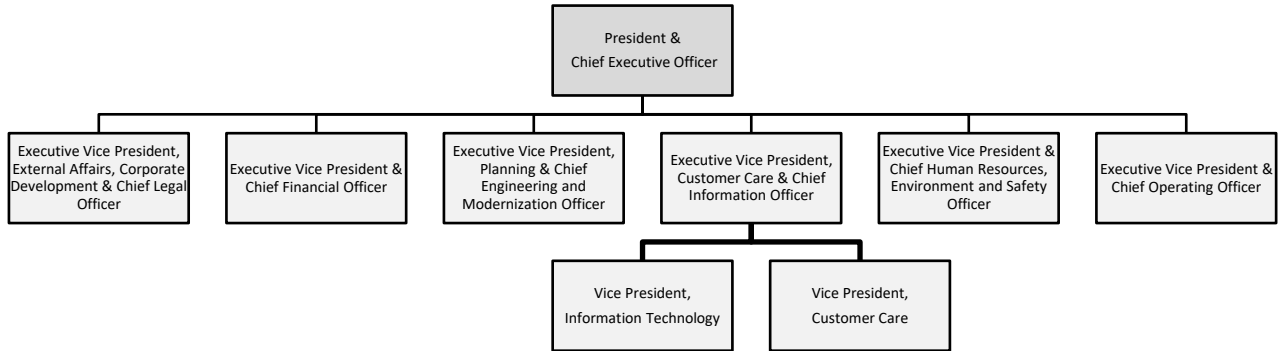 President &
Chief Executive Officer
Executive Vice President,
External Affairs, Corporate
Development & Chief Legal
Officer
Executive Vice President &
Chief Financial Officer
Executive Vice President,
Planning & Chief
Engineering and
Modernization Officer
Executive Vice President,
Customer Care & Chief
Information Officer
Executive Vice President &
Chief Human Resources,
Environment and Safety
Officer
Executive Vice President &
Chief Operating Officer
Vice President,
Information Technology
Vice President,
Customer Care